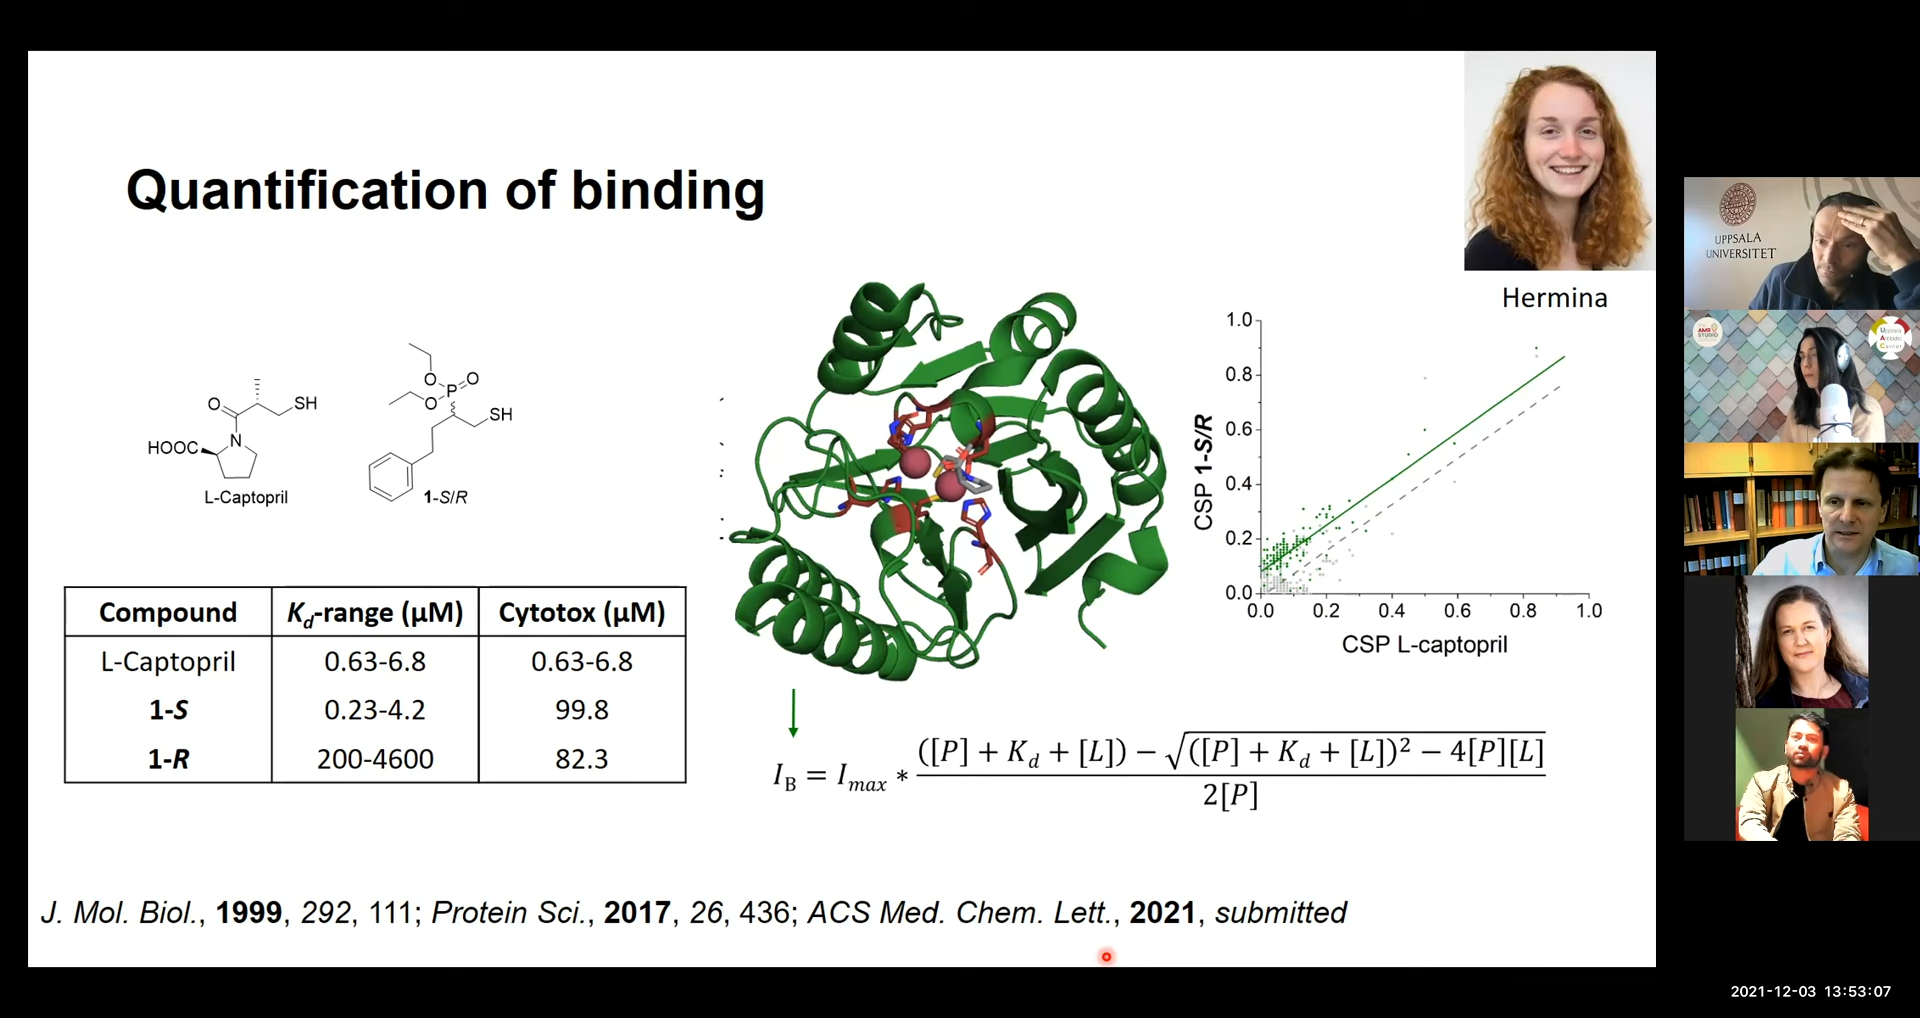 Quantification of binding
Hermina
UPPSALA
UNIVERSITET
AMR
STUDIO
Uppsala
Antibiotic
Center
O
SH
HOOC
N
L-Captopril
O
P
O
O
SH
1-S/R
1.0
0.8
0.6
0.4
0.2
0.0
CSP 1-S/R
0.0 0.2 0.4 0.6 0.8 1.0
CSP L-captopril
Compound Kd-range (μM) Cytotox (μM)
L-Captopril 0.63-6.8 0.63-6.8
1-S 0.23-4.2 99.8
1-R 200-4600 82.3
I_B = I_max * (([P] + K_d + [L]) − √(([P] + K_d + [L])² − 4[P][L])) / 2[P]
J. Mol. Biol., 1999, 292, 111; Protein Sci., 2017, 26, 436; ACS Med. Chem. Lett., 2021, submitted
2021-12-03 13:53:07